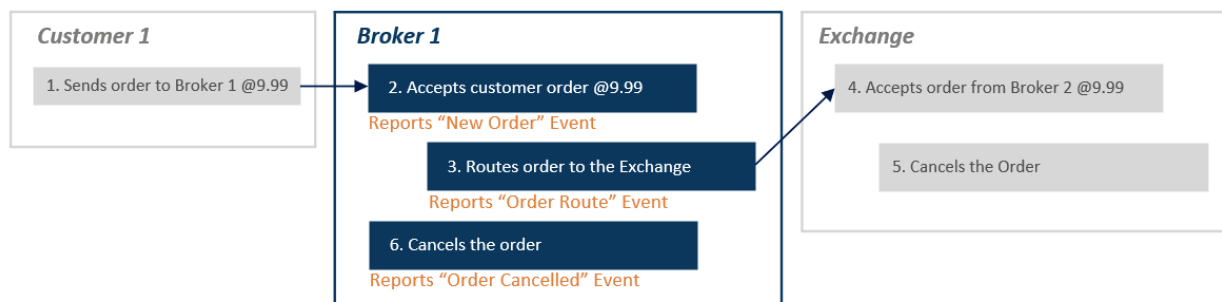 Customer 1
1. Sends order to Broker 1 @9.99
Broker 1
2. Accepts customer order @9.99
Reports “New Order” Event
3. Routes order to the Exchange
Reports “Order Route” Event
6. Cancels the order
Reports “Order Cancelled” Event
Exchange
4. Accepts order from Broker 2 @9.99
5. Cancels the Order